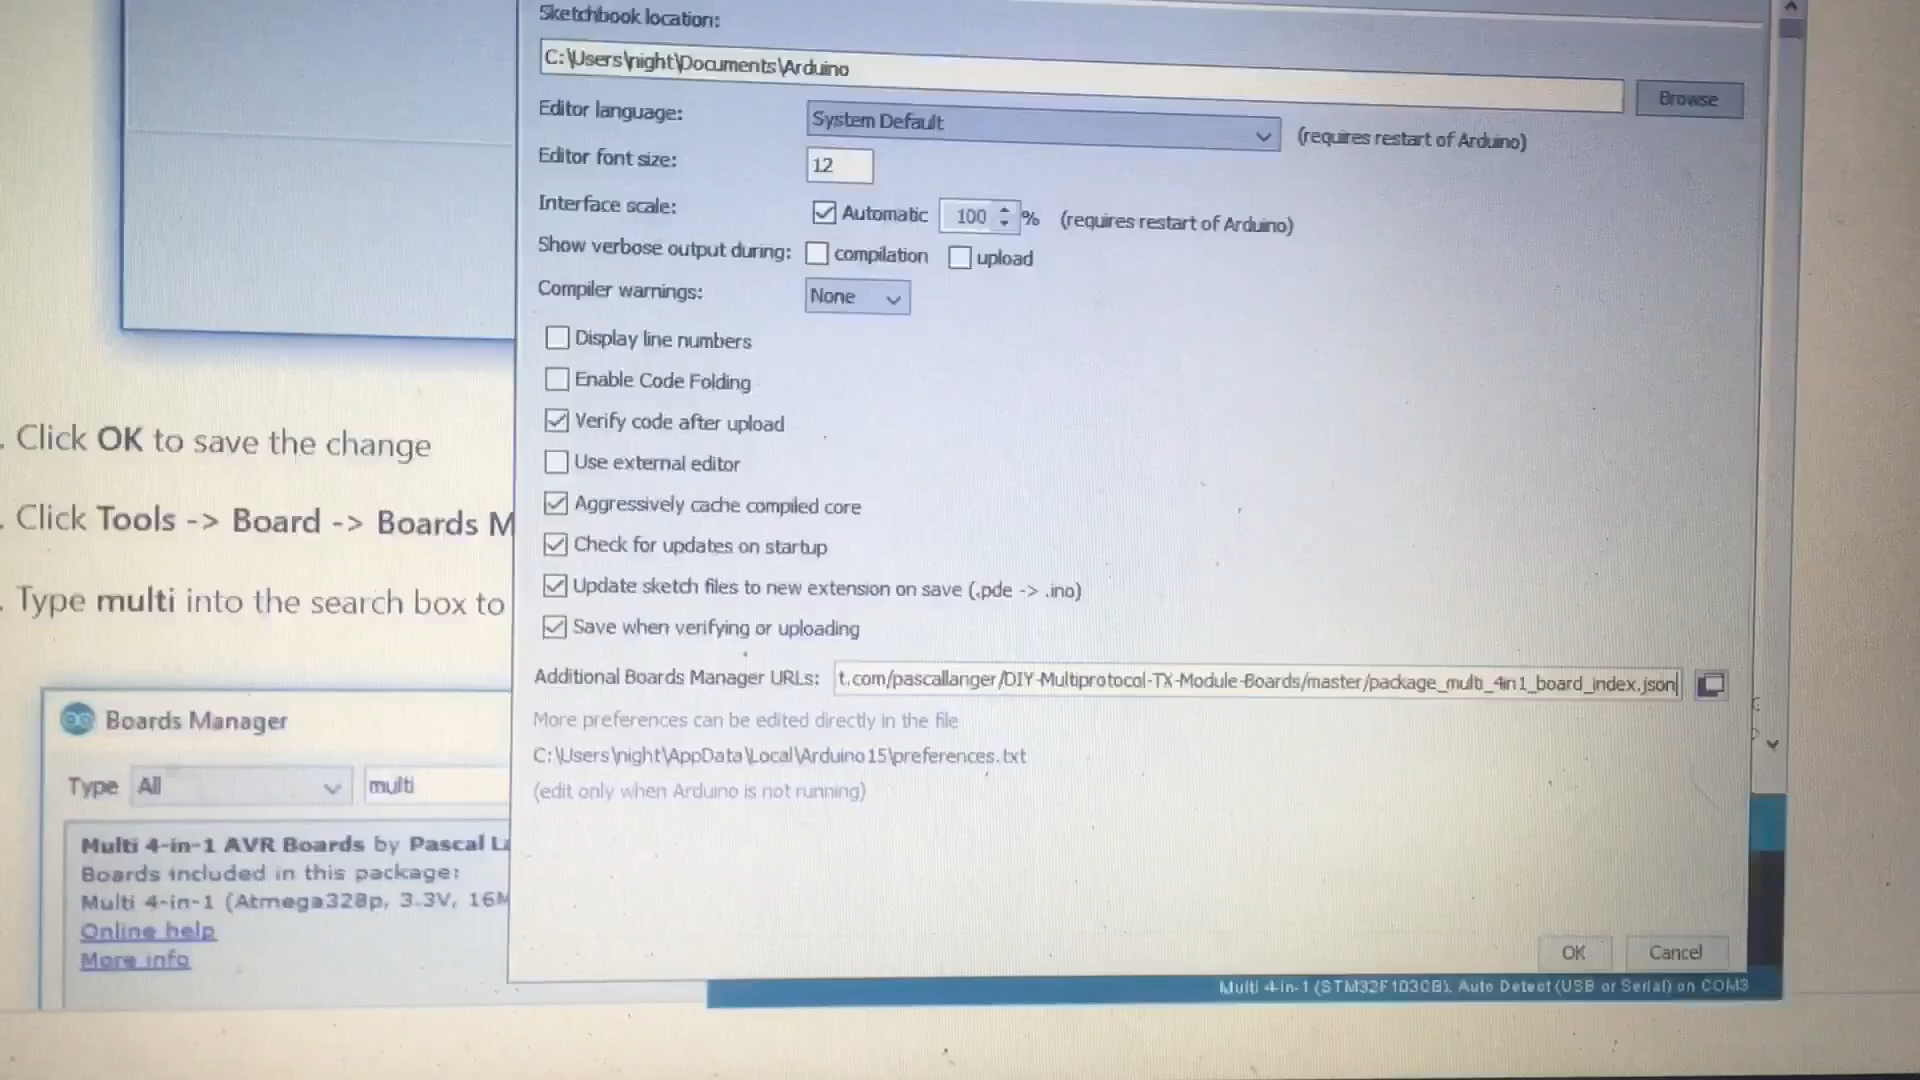 Sketchbook location:
C:\Users\night\Documents\Arduino
Browse
Editor language:
System Default
(requires restart of Arduino)
Editor font size:
12
Interface scale:
Automatic
100
%
(requires restart of Arduino)
Show verbose output during:
compilation
upload
Compiler warnings:
None
Display line numbers
Enable Code Folding
Verify code after upload
Use external editor
Aggressively cache compiled core
Check for updates on startup
Update sketch files to new extension on save (.pde -> .ino)
Save when verifying or uploading
Additional Boards Manager URLs:
t.com/pascallanger/DIY-Multiprotocol-TX-Module-Boards/master/package_multi_4in1_board_index.json
More preferences can be edited directly in the file
C:\Users\night\AppData\Local\Arduino15\preferences.txt
(edit only when Arduino is not running)
OK
Cancel
Multi 4-in-1 (STM32F103CB), Auto Detect (USB or Serial) on COM3
. Click OK to save the change
. Click Tools -> Board -> Boards M
. Type multi into the search box to
Boards Manager
Type
All
multi
Multi 4-in-1 AVR Boards by Pascal L
Boards included in this package:
Multi 4-in-1 (Atmega328p, 3.3V, 16M
Online help
More info